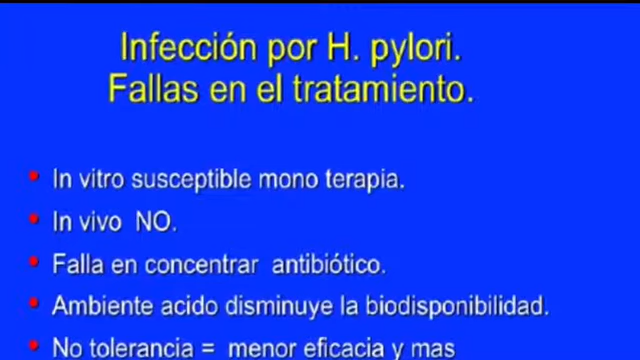 Infección por H. pylori.
Fallas en el tratamiento.
• In vitro susceptible mono terapia.
• In vivo NO.
• Falla en concentrar antibiótico.
• Ambiente acido disminuye la biodisponibilidad.
• No tolerancia = menor eficacia y mas